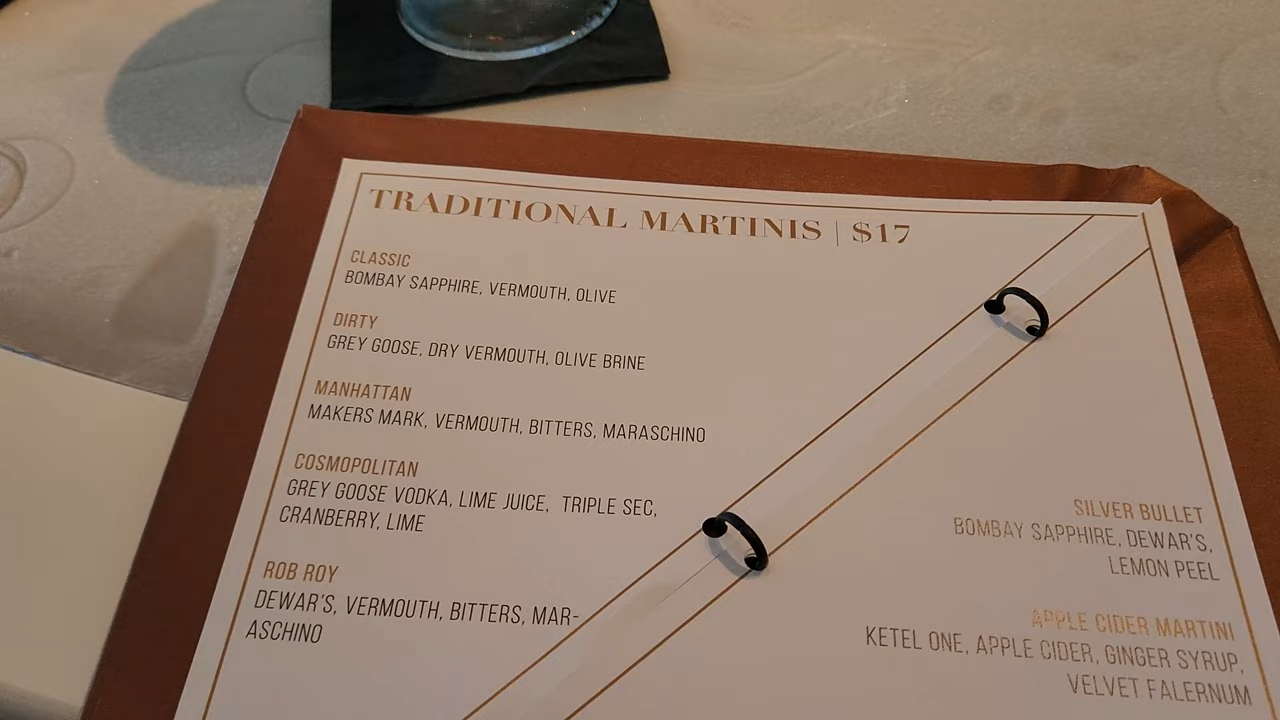 TRADITIONAL MARTINIS | $17
CLASSIC
BOMBAY SAPPHIRE, VERMOUTH, OLIVE
DIRTY
GREY GOOSE, DRY VERMOUTH, OLIVE BRINE
MANHATTAN
MAKERS MARK, VERMOUTH, BITTERS, MARASCHINO
COSMOPOLITAN
GREY GOOSE VODKA, LIME JUICE, TRIPLE SEC,
CRANBERRY, LIME
ROB ROY
DEWAR'S, VERMOUTH, BITTERS, MAR-
ASCHINO
SILVER BULLET
BOMBAY SAPPHIRE, DEWAR'S,
LEMON PEEL
APPLE CIDER MARTINI
KETEL ONE, APPLE CIDER, GINGER SYRUP,
VELVET FALERNUM